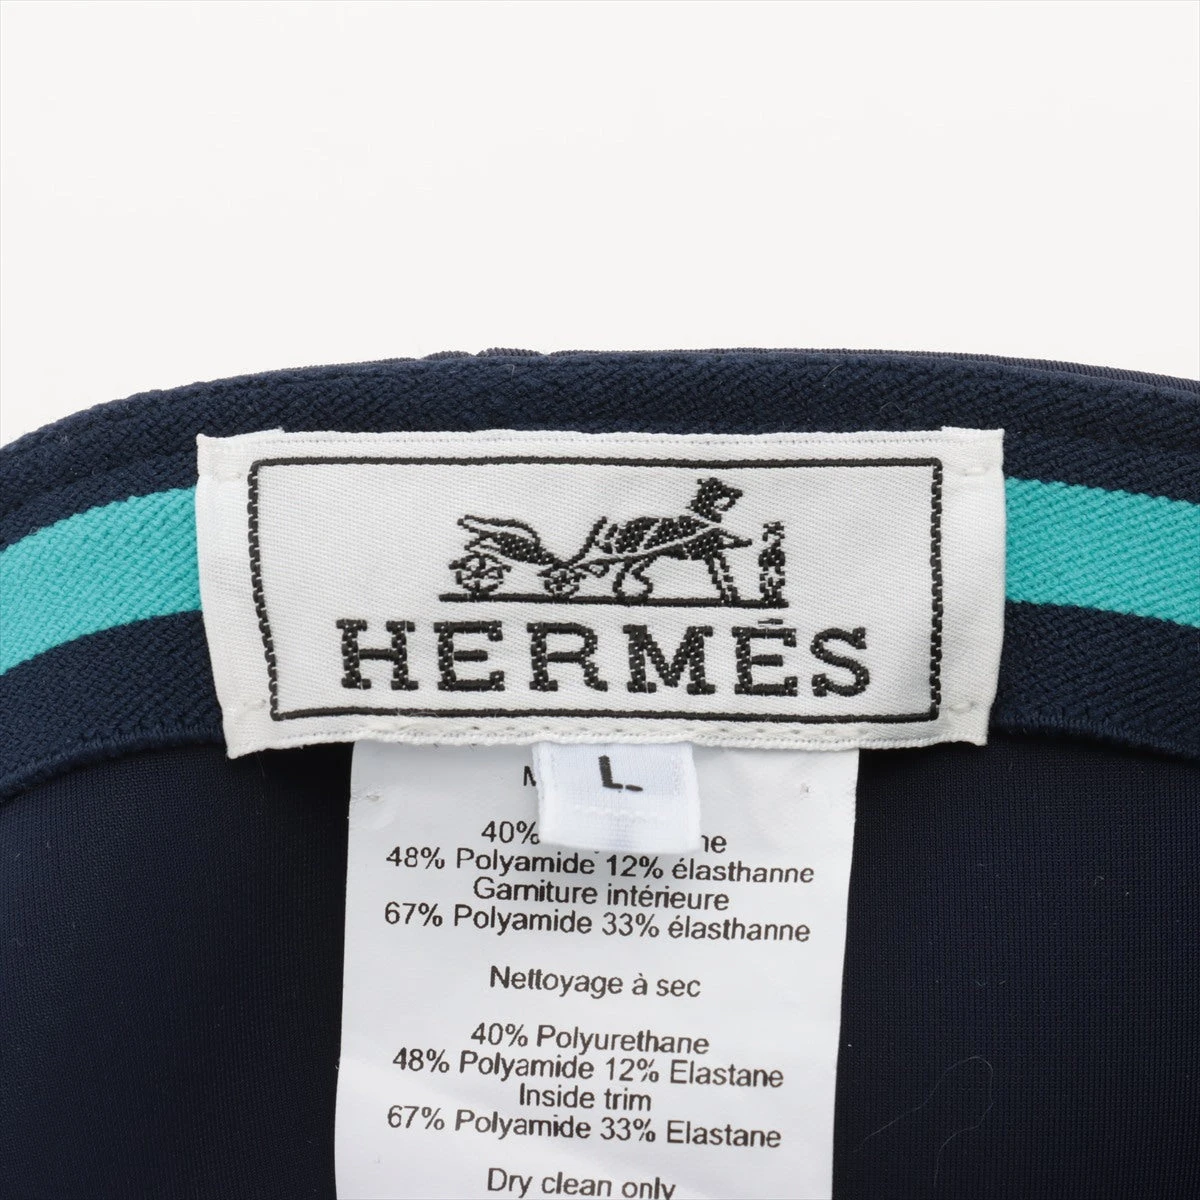 HERMÈS
L.
M
40% ne
48% Polyamide 12% élasthanne
Garniture intérieure
67% Polyamide 33% élasthanne
Nettoyage à sec
40% Polyurethane
48% Polyamide 12% Elastane
Inside trim
67% Polyamide 33% Elastane
Dry clean only